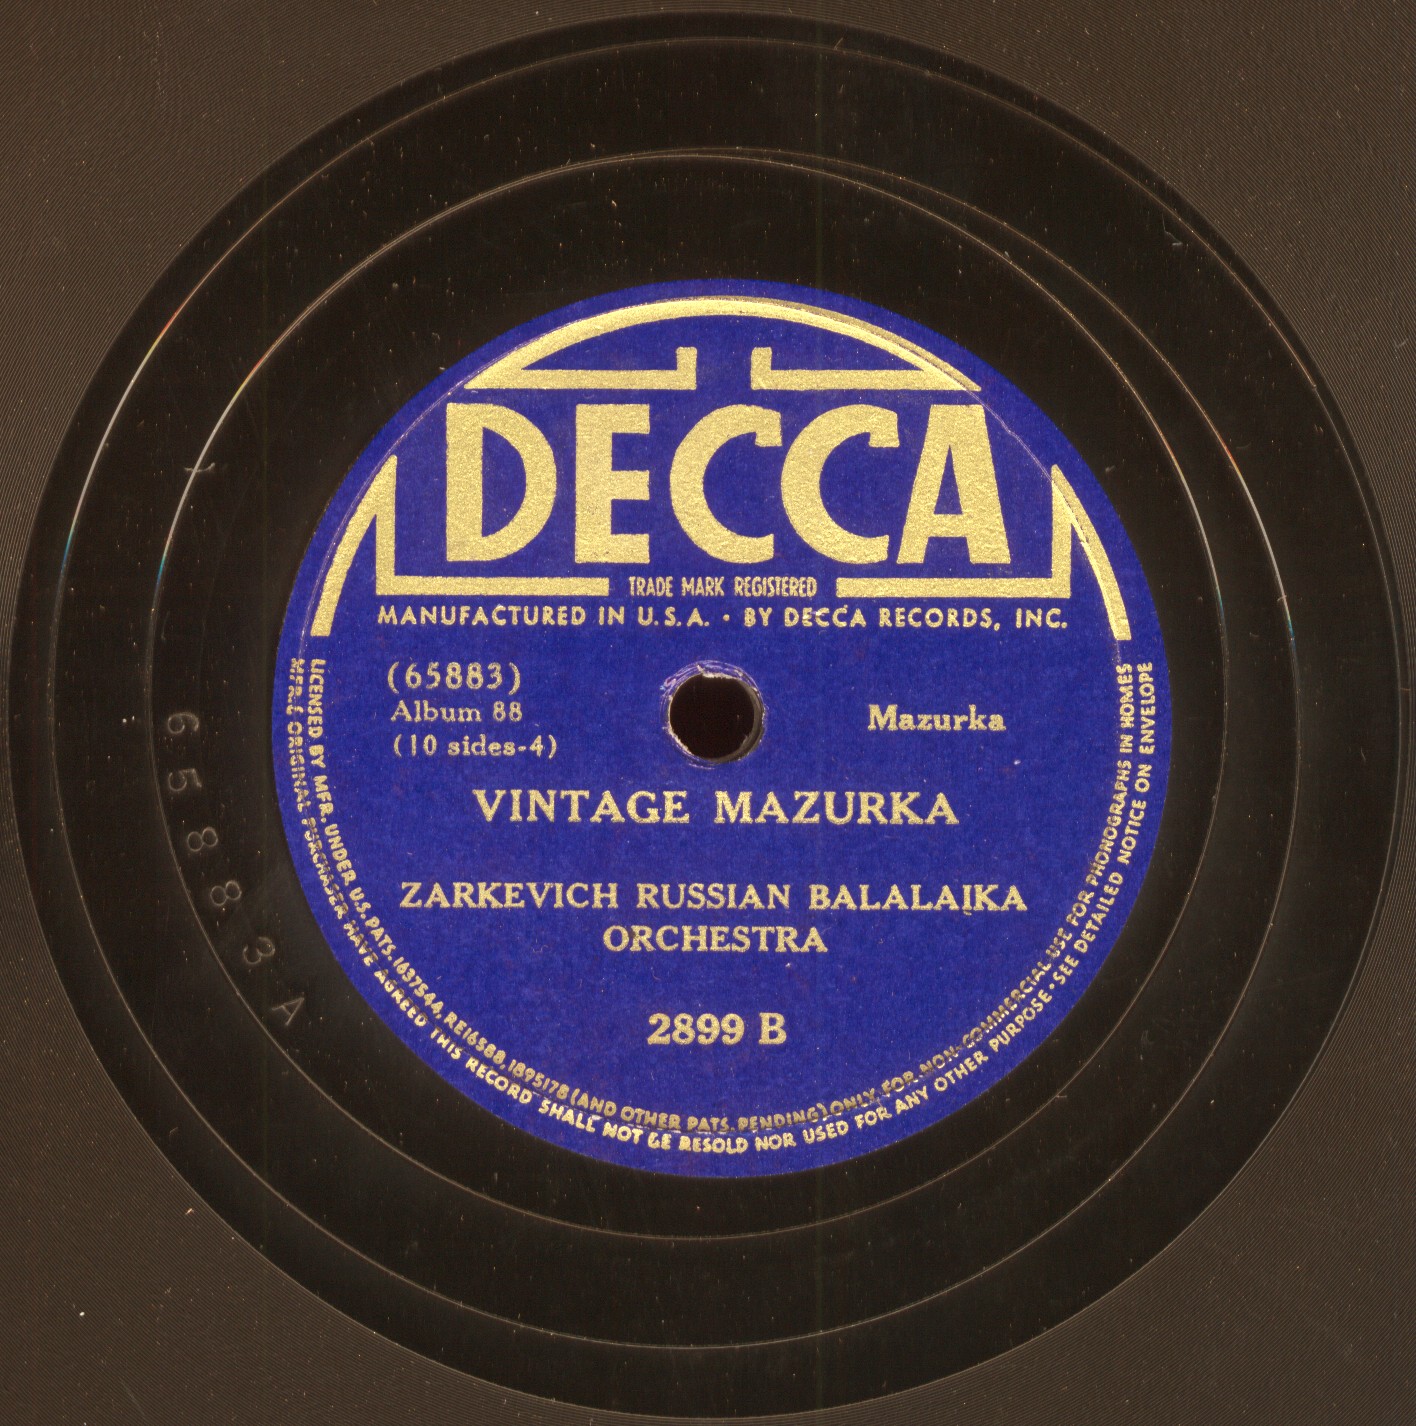 DECCA
TRADE MARK REGISTERED
MANUFACTURED IN U.S.A. · BY DECCA RECORDS, INC.
(65883)
Album 88
(10 sides-4)
Mazurka
VINTAGE MAZURKA
ZARKEVICH RUSSIAN BALALAIKA
ORCHESTRA
2899 B
LICENSED BY MFR. UNDER U.S. PATS. 1637544, RE16588, 1895178 (AND OTHER PATS. PENDING) ONLY FOR NON-COMMERCIAL USE FOR PHONOGRAPHS IN HOMES
MFR. & ORIGINAL PURCHASER HAVE AGREED THIS RECORD SHALL NOT BE RESOLD NOR USED FOR ANY OTHER PURPOSE · SEE DETAILED NOTICE ON ENVELOPE
65883 A